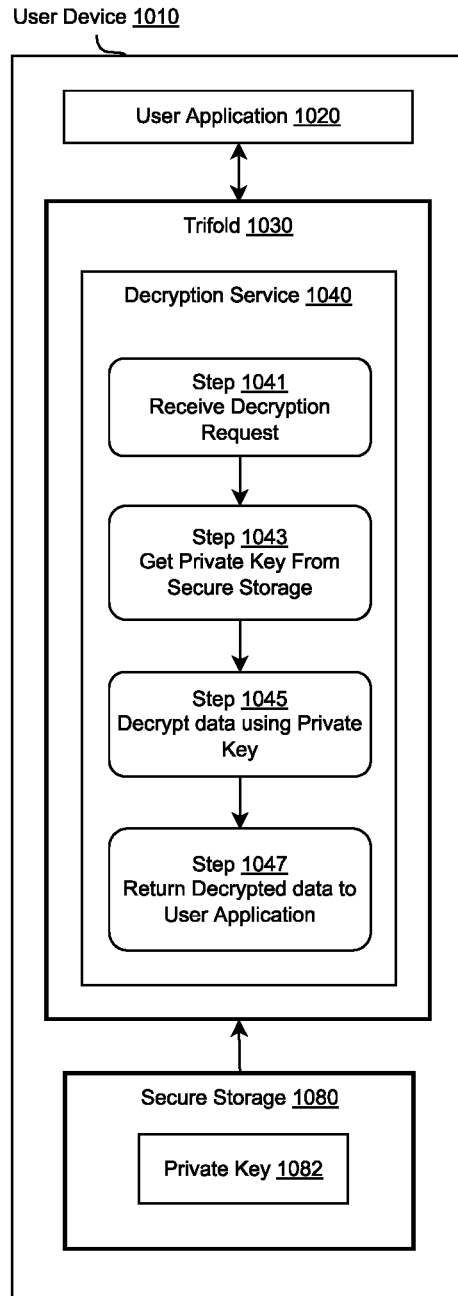 User Device 1010
User Application 1020
Trifold 1030
Decryption Service 1040
Step 1041
Receive Decryption
Request
Step 1043
Get Private Key From
Secure Storage
Step 1045
Decrypt data using Private
Key
Step 1047
Return Decrypted data to
User Application
Secure Storage 1080
Private Key 1082